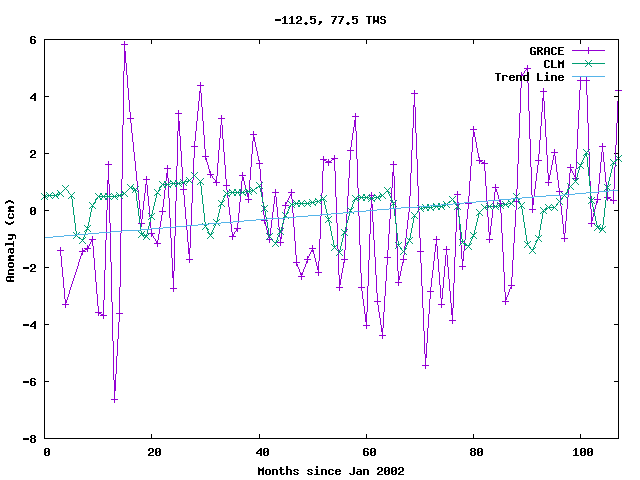 -112.5, 77.5 TWS
GRACE
CLM
Trend Line
6
4
2
0
-2
-4
-6
-8
Anomaly (cm)
0 20 40 60 80 100
Months since Jan 2002